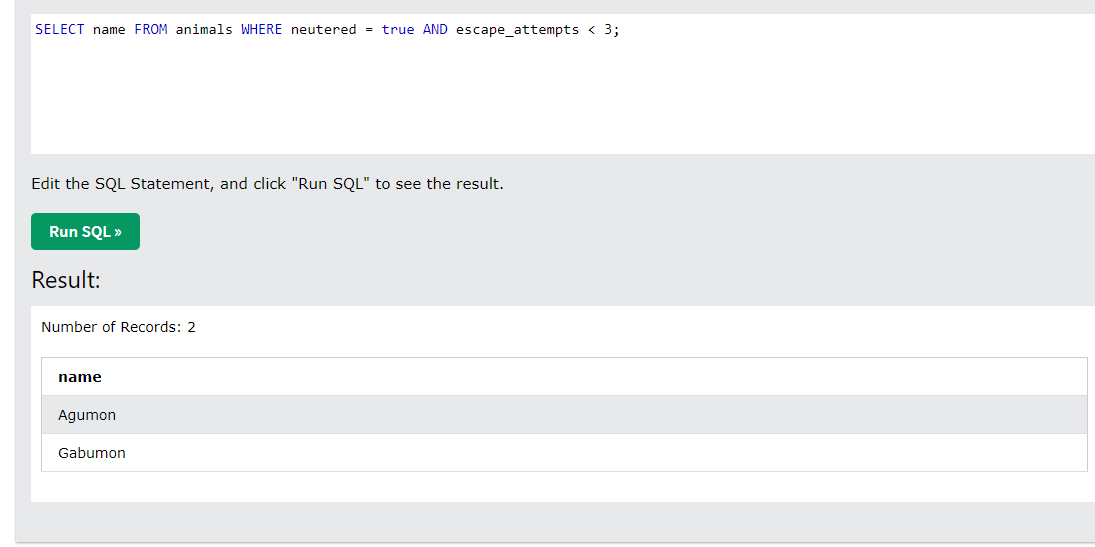 SELECT name FROM animals WHERE neutered = true AND escape_attempts < 3;
Edit the SQL Statement, and click "Run SQL" to see the result.
Run SQL »
Result:
Number of Records: 2
name
Agumon
Gabumon